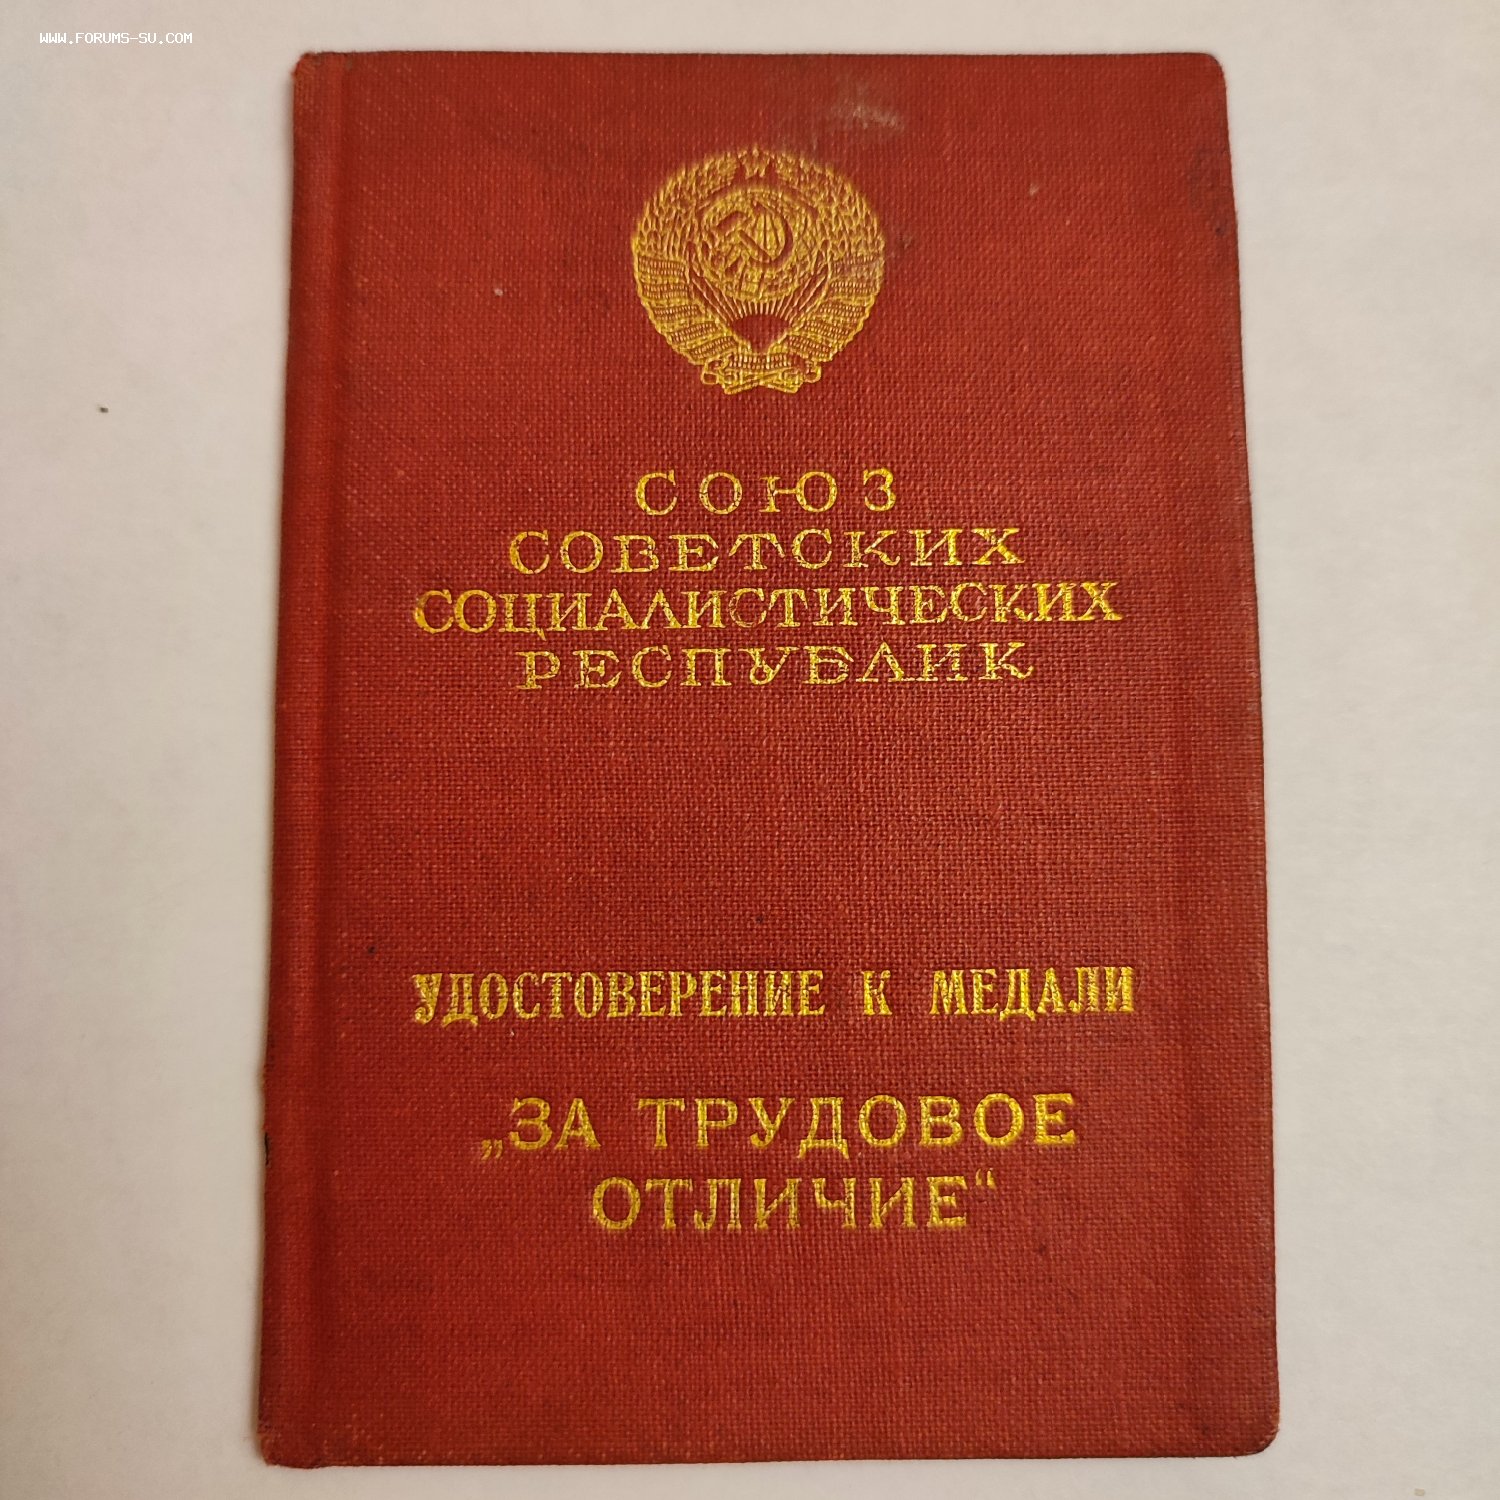 WWW.FORUMS-SU.COM
СОЮЗ
СОВЕТСКИХ
СОЦИАЛИСТИЧЕСКИХ
РЕСПУБЛИК
УДОСТОВЕРЕНИЕ К МЕДАЛИ
„ЗА ТРУДОВОЕ
ОТЛИЧИЕ“